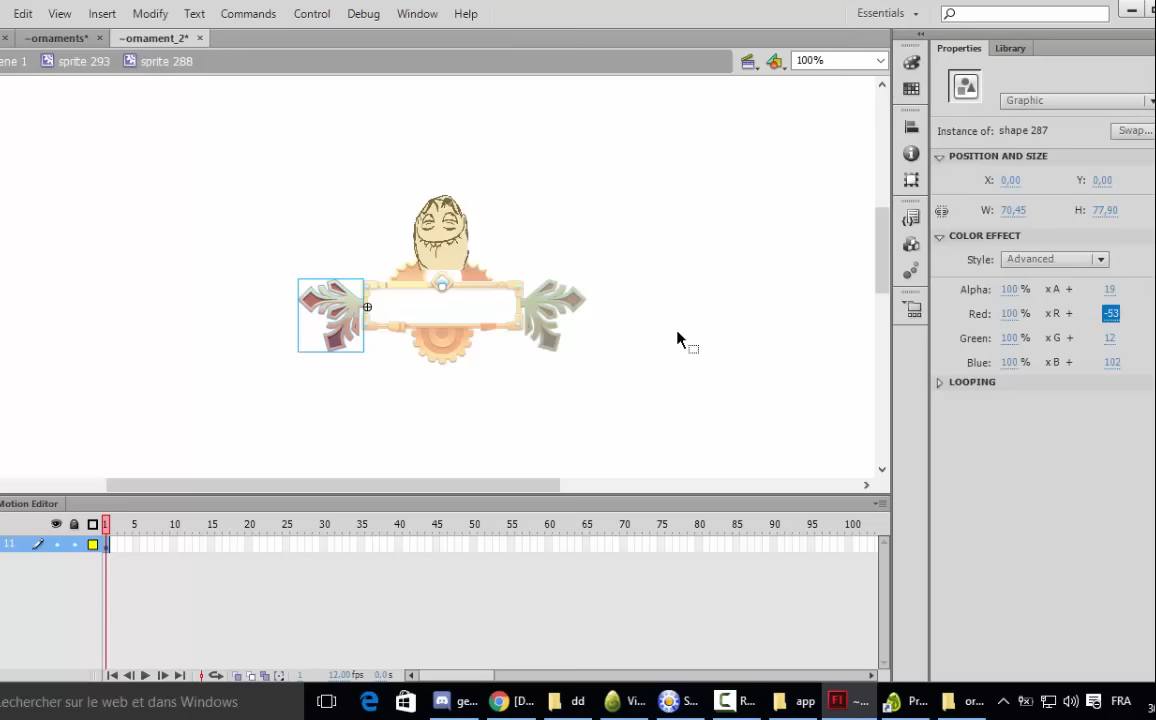 Edit View Insert Modify Text Commands Control Debug Window Help Essentials
~ornaments* × ~ornament_2* ×
ene 1 sprite 293 sprite 288 100%
Properties Library
Graphic
Instance of: shape 287 Swap...
POSITION AND SIZE
X: 0,00 Y: 0,00
W: 70,45 H: 77,90
COLOR EFFECT
Style: Advanced
Alpha: 100 % x A + 19
Red: 100 % x R + -53
Green: 100 % x G + 12
Blue: 100 % x B + 102
LOOPING
Motion Editor
1 5 10 15 20 25 30 35 40 45 50 55 60 65 70 75 80 85 90 95 100
11
1 12,00 fps 0,0 s
echercher sur le web et dans Windows ge... [D... dd Vi... S... R... app Fl ~... Pr... or... FRA